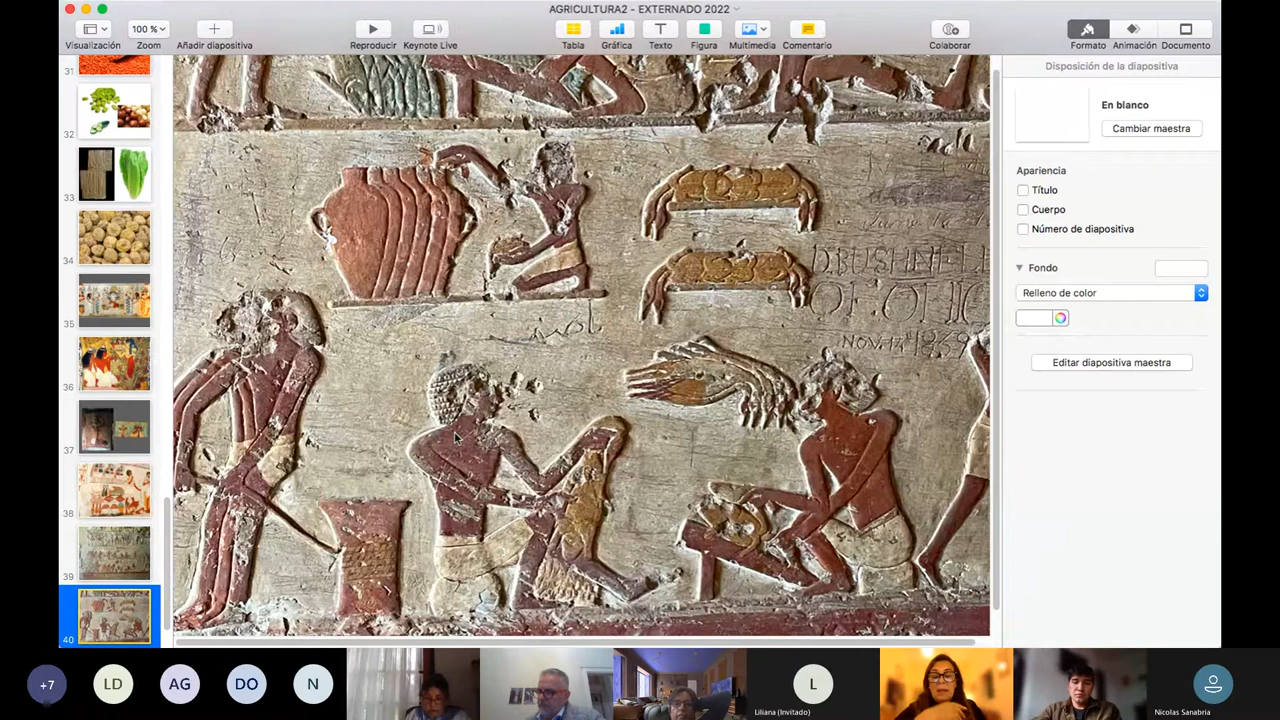 AGRICULTURA2 - EXTERNADO 2022
100 %
Visualización Zoom Añadir diapositiva Reproducir Keynote Live Tabla Gráfica Texto Figura Multimedia Comentario Colaborar Formato Animación Documento
Disposición de la diapositiva
En blanco
Cambiar maestra
Apariencia
Título
Cuerpo
Número de diapositiva
Fondo
Relleno de color
Editar diapositiva maestra
31
32
33
34
35
36
37
38
39
40
D.BUSHNELL
OF.OHIO
NOV.14 1839
+7
LD
AG
DO
N
L
Liliana (Invitado)
Nicolas Sanabria